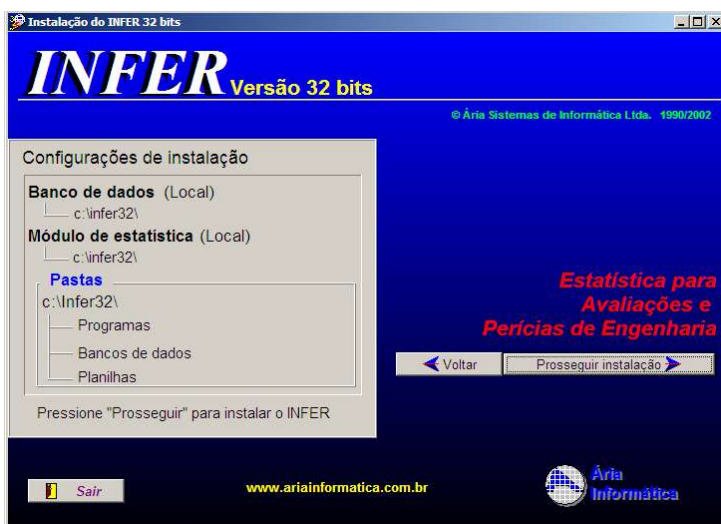 Instalação do INFER 32 bits
INFER Versão 32 bits
© Ária Sistemas de Informática Ltda. 1990/2002
Configurações de instalação
Banco de dados (Local)
c:\infer32\
Módulo de estatística (Local)
c:\infer32\
Pastas
c:\Infer32\
Programas
Bancos de dados
Planilhas
Pressione "Prosseguir" para instalar o INFER
Estatística para
Avaliações e
Perícias de Engenharia
Voltar
Prosseguir instalação
Sair
www.ariainformatica.com.br
Ária
Informática